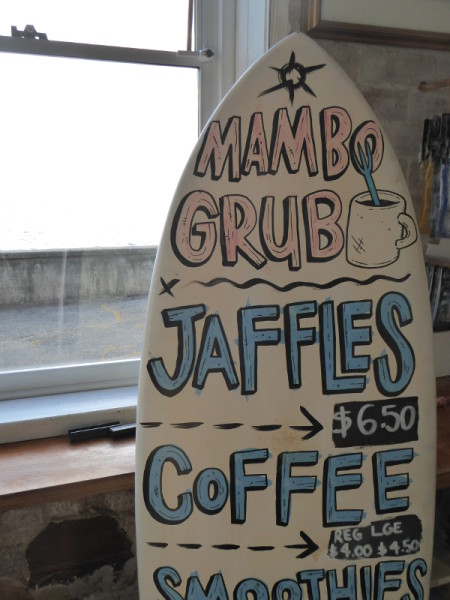 MAMBO
GRUB
JAFFLES
$6.50
COFFEE
REG LGE
$4.00 $4.50
SMOOTHIES